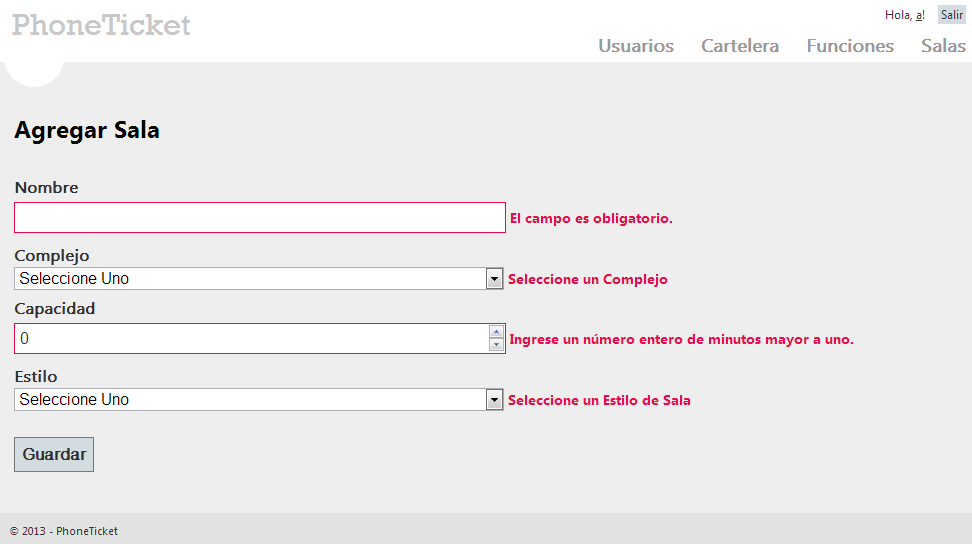 PhoneTicket
Hola, a! Salir
Usuarios Cartelera Funciones Salas
Agregar Sala
Nombre
El campo es obligatorio.
Complejo
Seleccione Uno Seleccione un Complejo
Capacidad
0 Ingrese un número entero de minutos mayor a uno.
Estilo
Seleccione Uno Seleccione un Estilo de Sala
Guardar
© 2013 - PhoneTicket